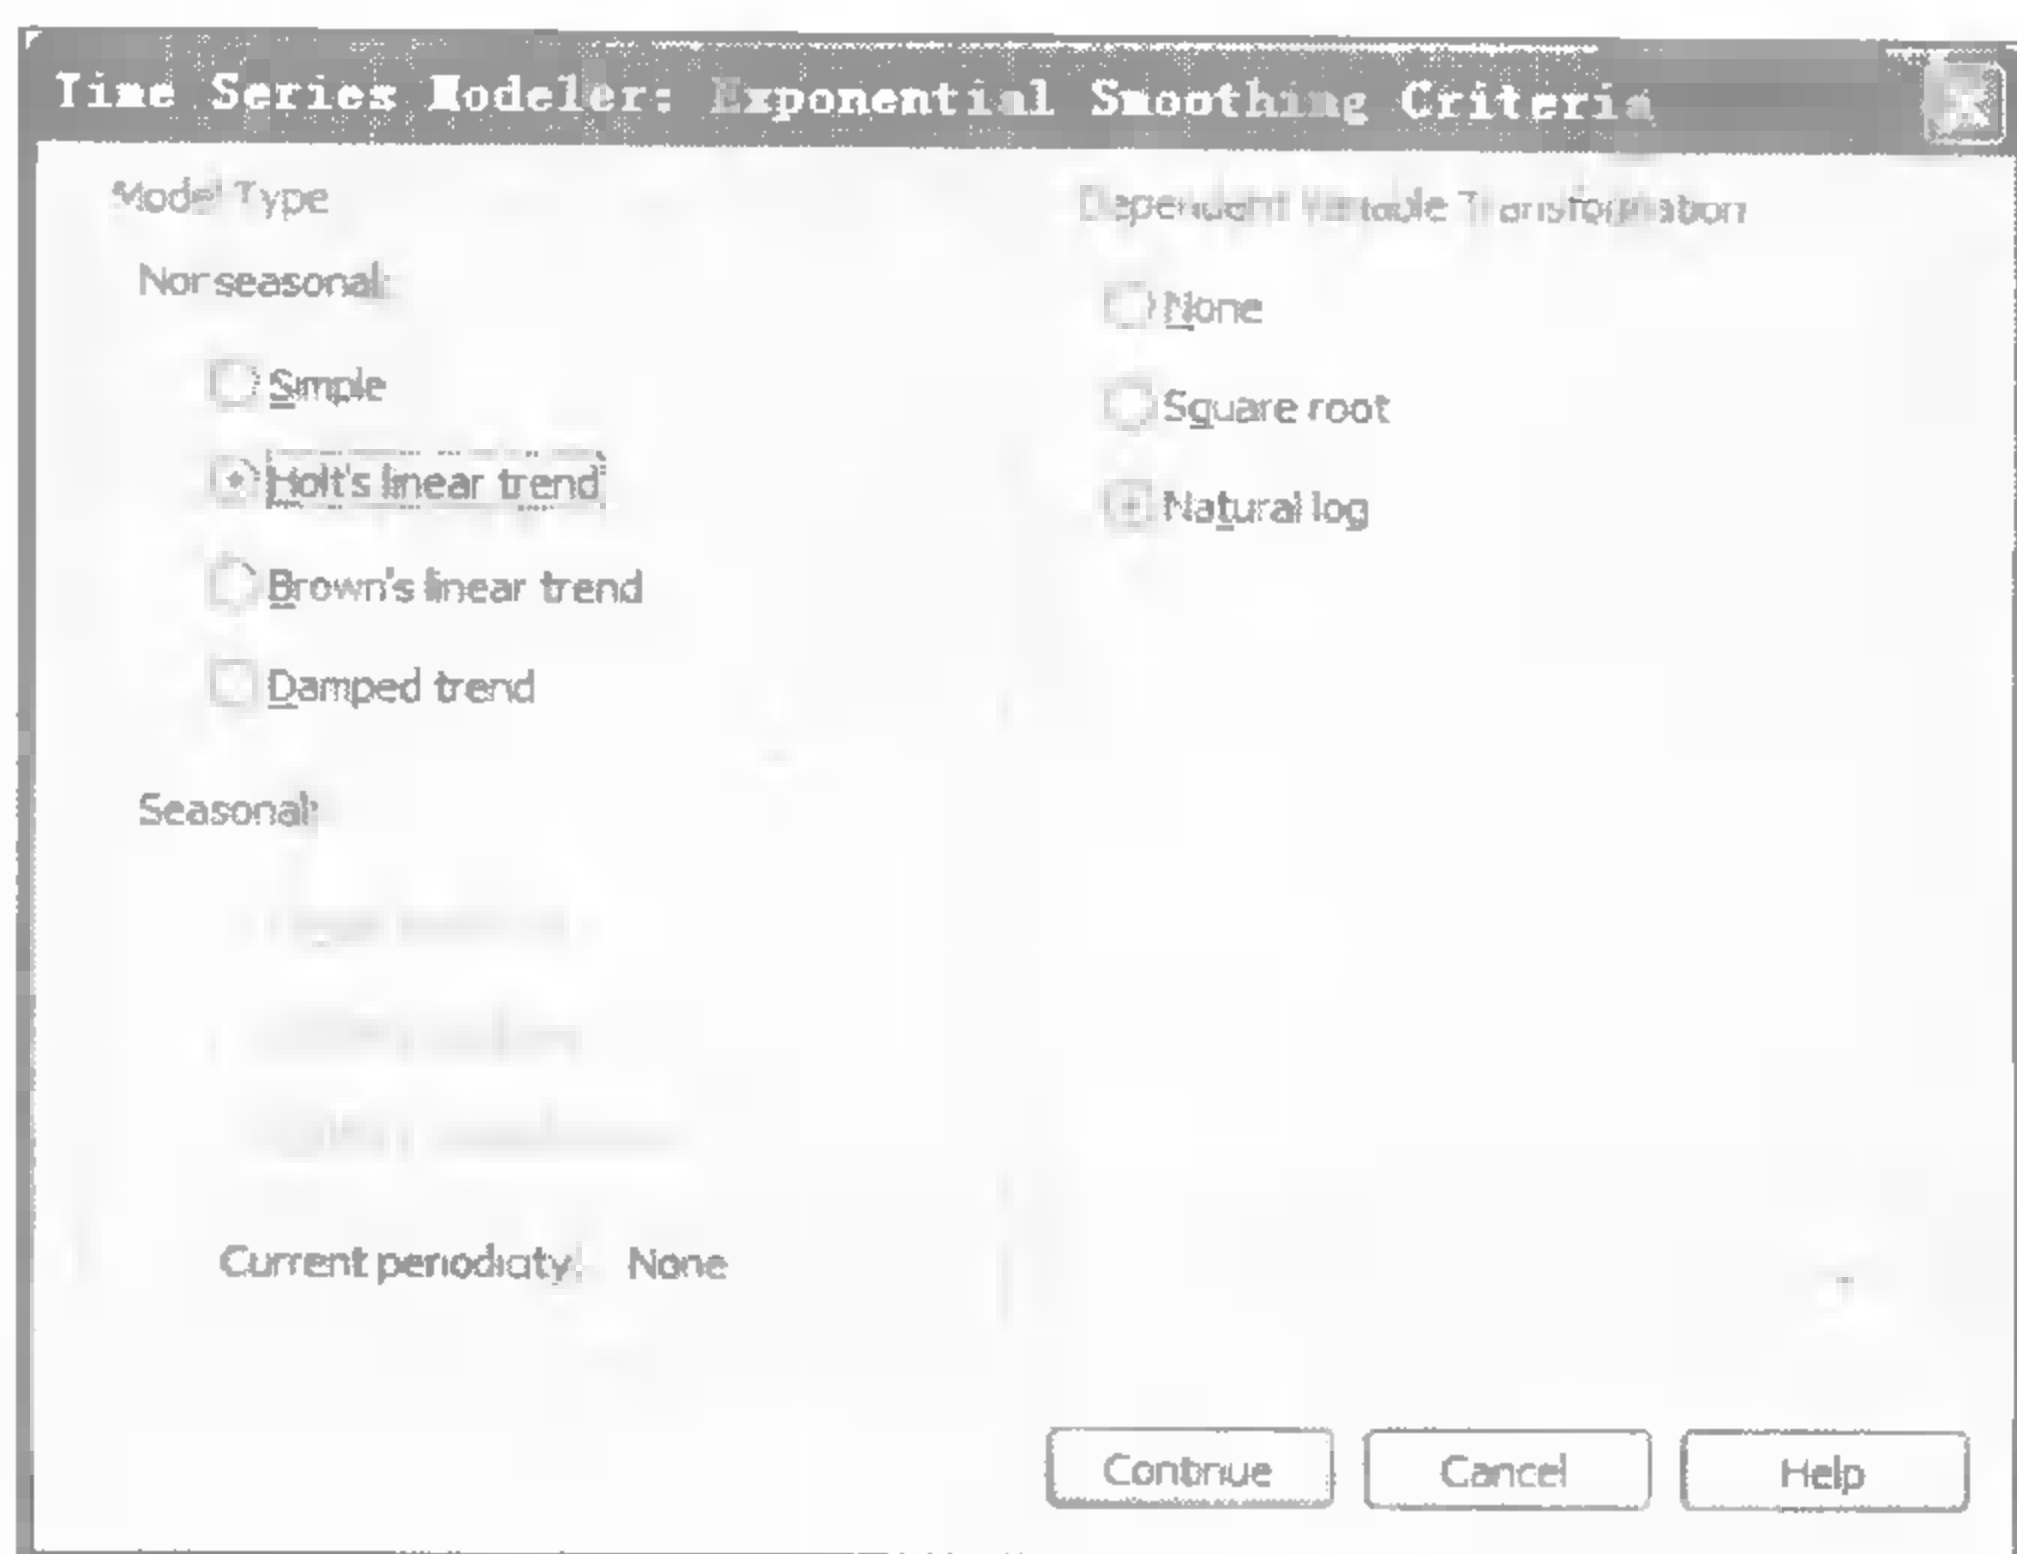 Time Series Modeler: Exponential Smoothing Criteria
Model Type
Nonseasonal:
Simple
Holt's linear trend
Brown's linear trend
Damped trend
Seasonal:
Current periodicity: None
Dependent Variable Transformation
None
Square root
Natural log
Continue
Cancel
Help